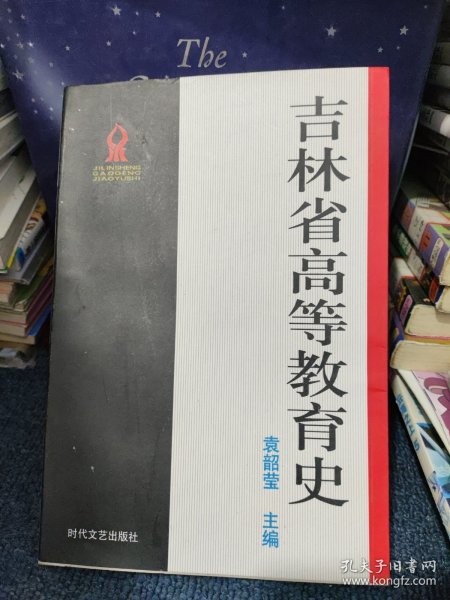 The
JILINSHENG
GAODENG
JIAOYUSHI
吉林省高等教育史
袁韶莹 主编
时代文艺出版社
孔夫子旧书网
www.kongfz.com